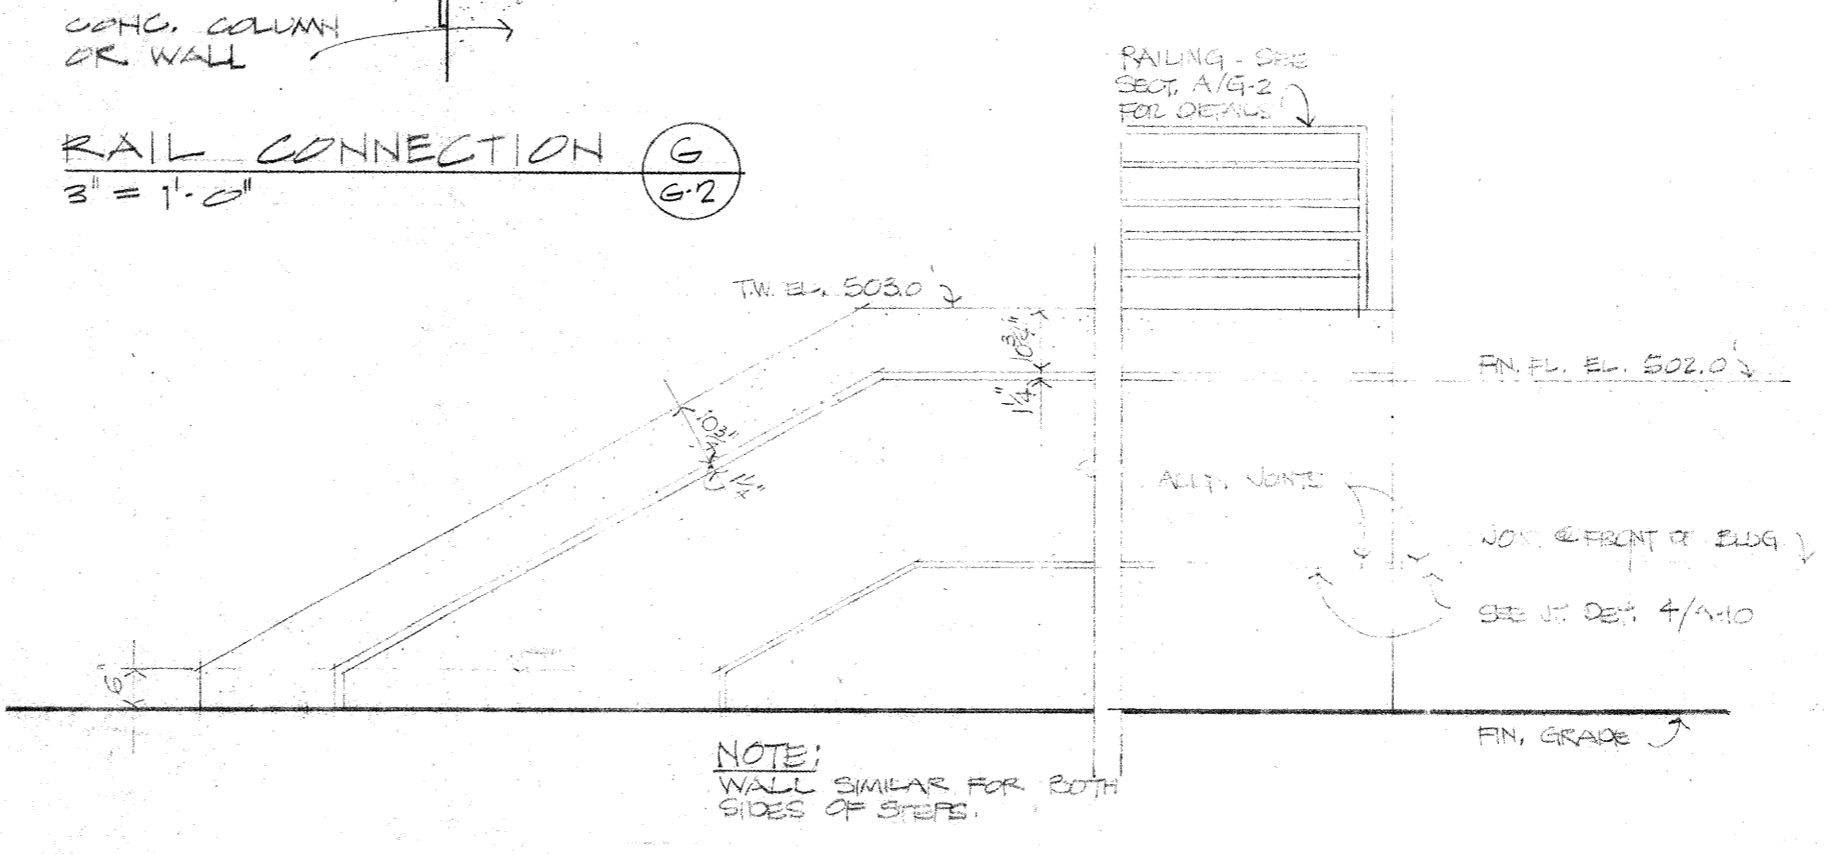 CONC. COLUMN
OR WALL
RAIL CONNECTION
G
G-2
3" = 1'-0"
RAILING - SEE
SECT. A/G-2
FOR DETAILS
T.W. EL. 503.0'
10 3/4"
1 1/4"
10 3/4"
1 1/4"
FIN. FL. EL. 502.0'
JOINTS
@ FRONT OF BLDG
SEE JT. DET. 4/A-10
6"
FIN. GRADE
NOTE:
WALL SIMILAR FOR BOTH
SIDES OF STEPS.